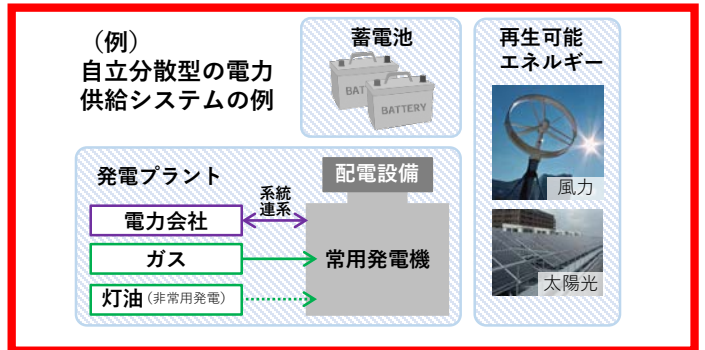 （例）
自立分散型の電力
供給システムの例
蓄電池
BATTERY
BATTERY
再生可能
エネルギー
風力
太陽光
発電プラント
配電設備
系統
連系
電力会社
ガス
灯油（非常用発電）
常用発電機